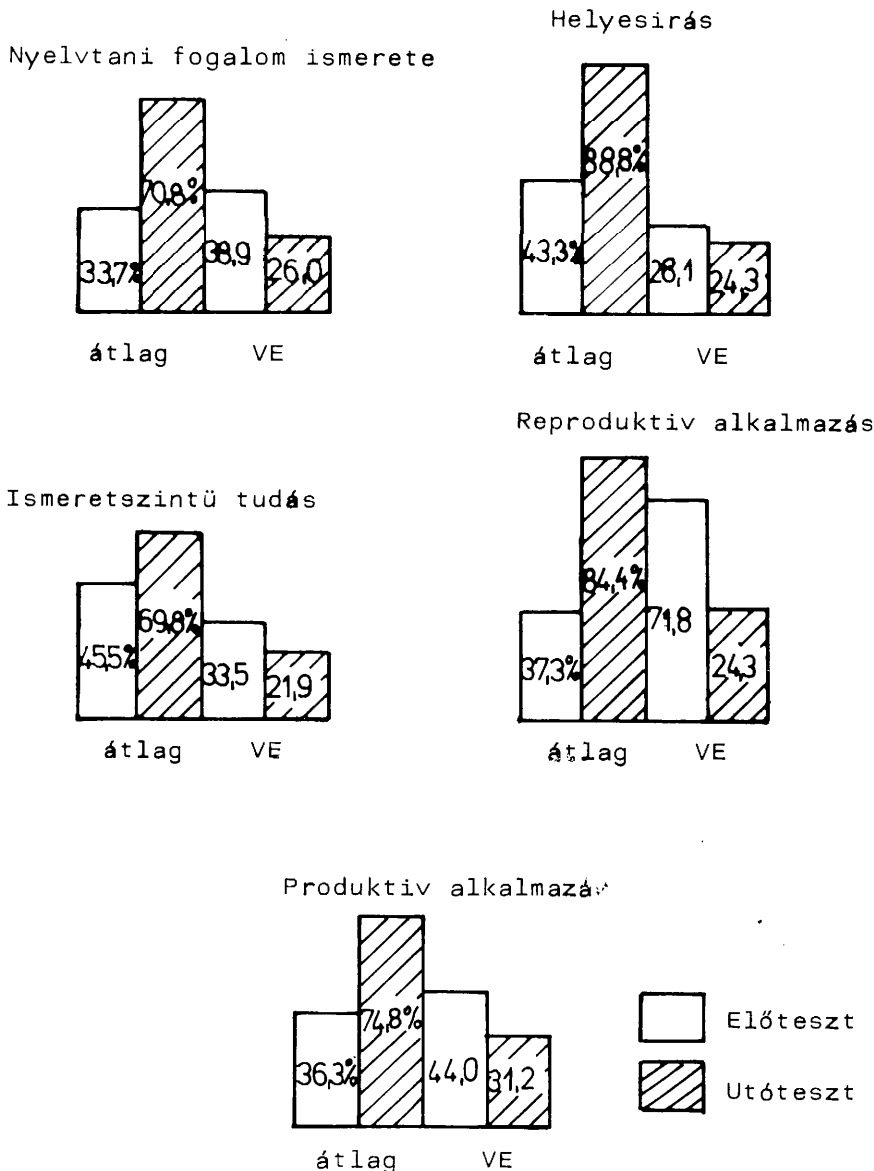 Nyelvtani fogalom ismerete
33,7%
70,8%
38,9
26,0
átlag VE
Helyesirás
43,3%
88,8%
28,1
24,3
átlag VE
Ismeretszintü tudás
45,5%
69,8%
33,5
21,9
átlag VE
Reproduktiv alkalmazás
37,3%
84,4%
71,8
24,3
átlag VE
Produktiv alkalmazás
36,3%
74,8%
44,0
31,2
átlag VE
Előteszt
Utóteszt